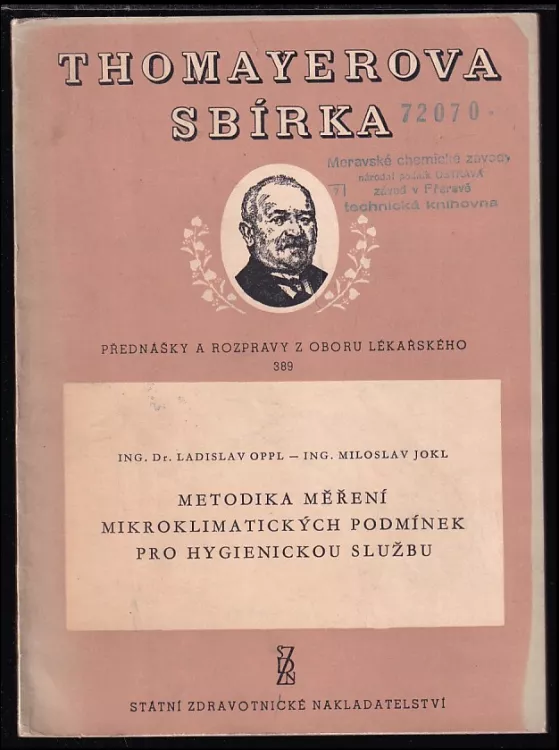 THOMAYEROVA
SBÍRKA
72070
Moravské chemické závody
národní podnik OSTRAVA
závod v Přerově
technická knihovna
PŘEDNÁŠKY A ROZPRAVY Z OBORU LÉKAŘSKÉHO
389
ING. Dr. LADISLAV OPPL — ING. MILOSLAV JOKL
METODIKA MĚŘENÍ
MIKROKLIMATICKÝCH PODMÍNEK
PRO HYGIENICKOU SLUŽBU
SZDN
STÁTNÍ ZDRAVOTNICKÉ NAKLADATELSTVÍ